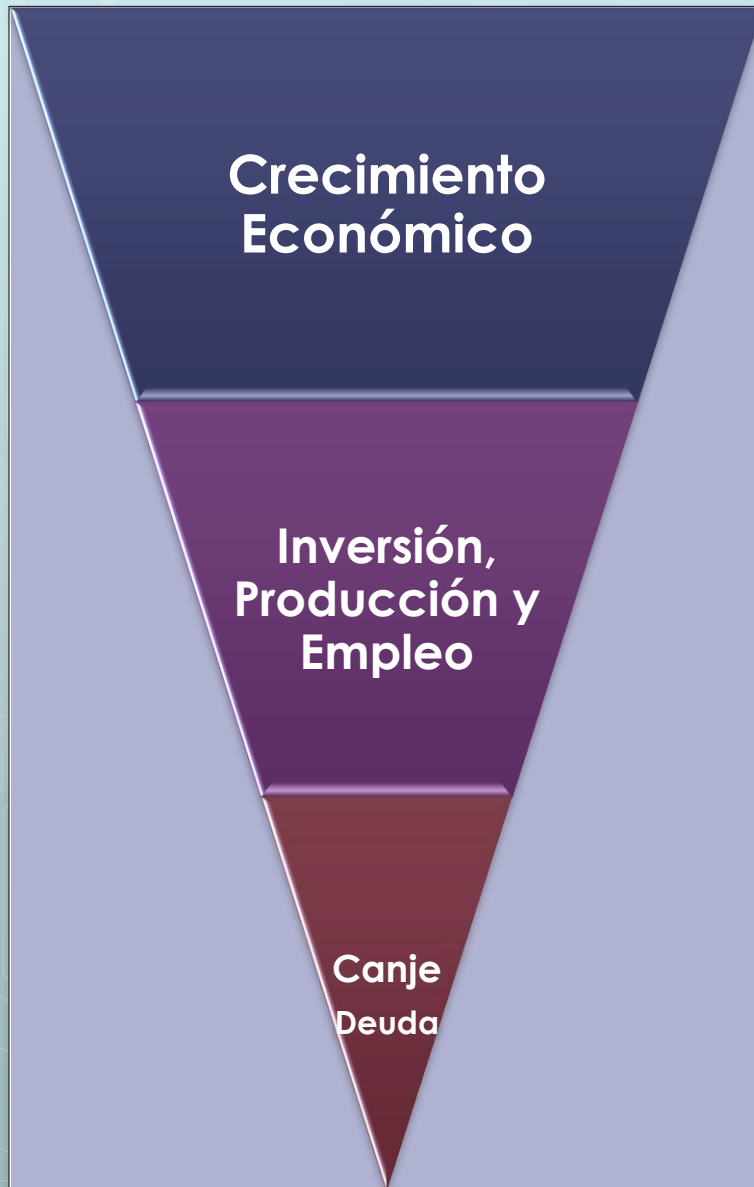 Crecimiento
Económico
Inversión,
Producción y
Empleo
Canje
Deuda